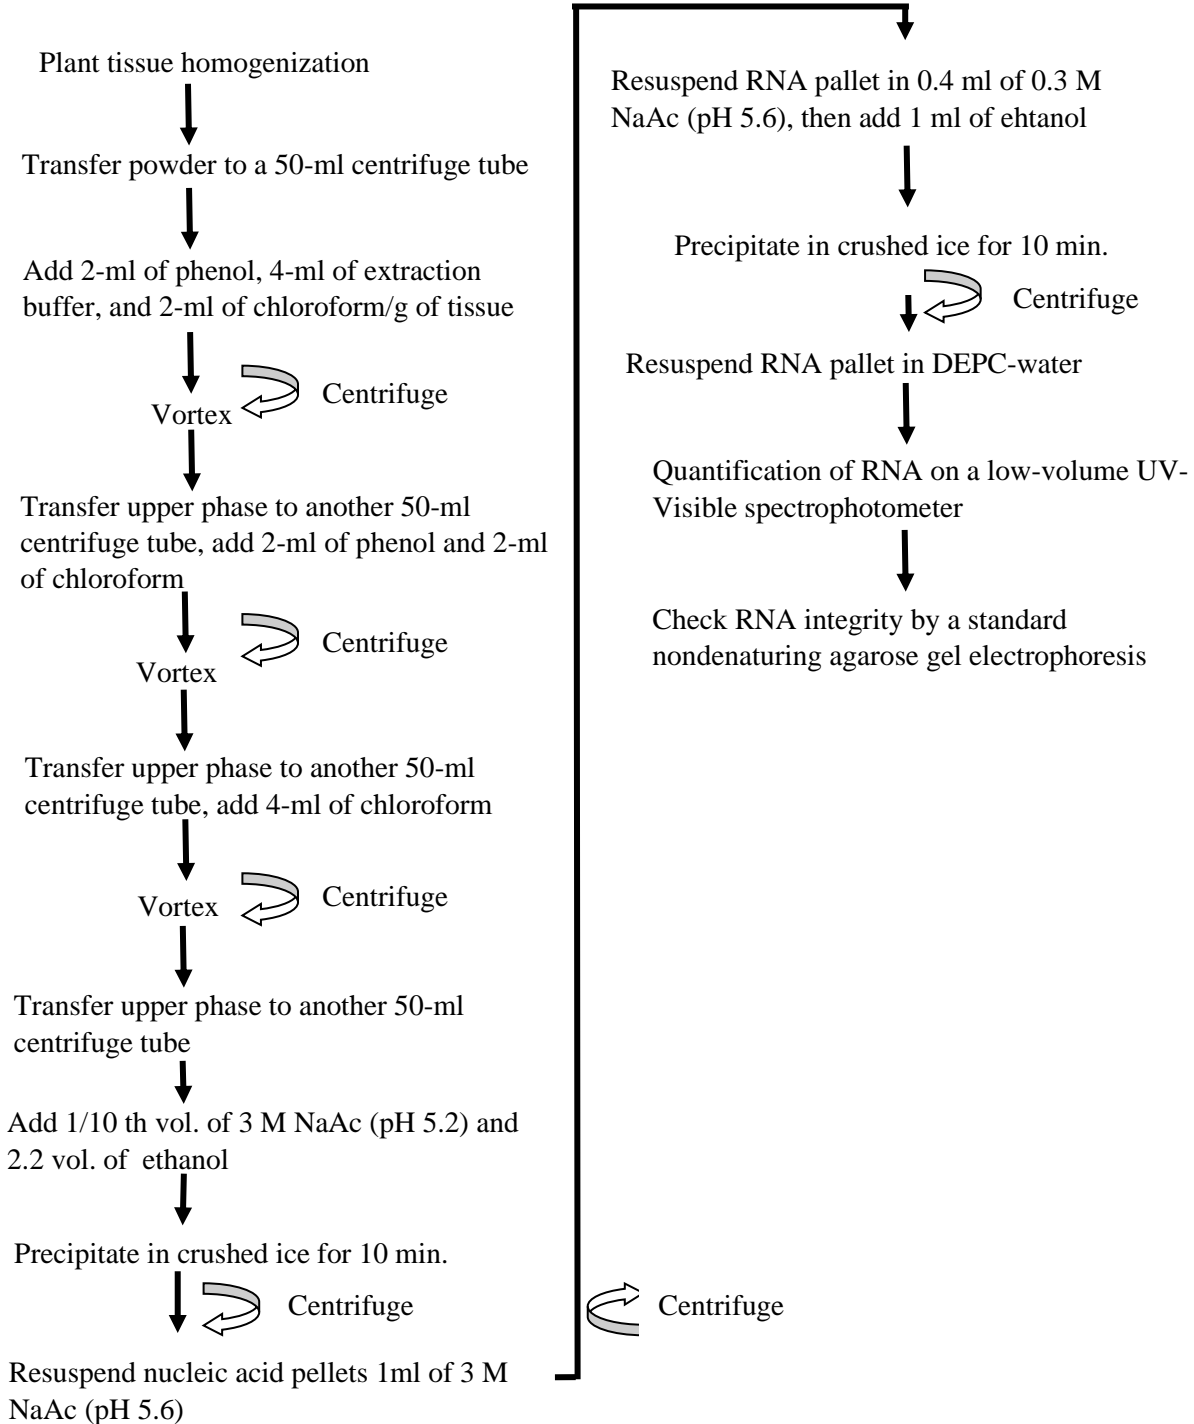 Plant tissue homogenization
Transfer powder to a 50-ml centrifuge tube
Add 2-ml of phenol, 4-ml of extraction
buffer, and 2-ml of chloroform/g of tissue
Centrifuge
Vortex
Transfer upper phase to another 50-ml
centrifuge tube, add 2-ml of phenol and 2-ml
of chloroform
Centrifuge
Vortex
Transfer upper phase to another 50-ml
centrifuge tube, add 4-ml of chloroform
Centrifuge
Vortex
Transfer upper phase to another 50-ml
centrifuge tube
Add 1/10 th vol. of 3 M NaAc (pH 5.2) and
2.2 vol. of ethanol
Precipitate in crushed ice for 10 min.
Centrifuge
Resuspend nucleic acid pellets 1ml of 3 M
NaAc (pH 5.6)
Centrifuge
Resuspend RNA pallet in 0.4 ml of 0.3 M
NaAc (pH 5.6), then add 1 ml of ehtanol
Precipitate in crushed ice for 10 min.
Centrifuge
Resuspend RNA pallet in DEPC-water
Quantification of RNA on a low-volume UV-
Visible spectrophotometer
Check RNA integrity by a standard
nondenaturing agarose gel electrophoresis